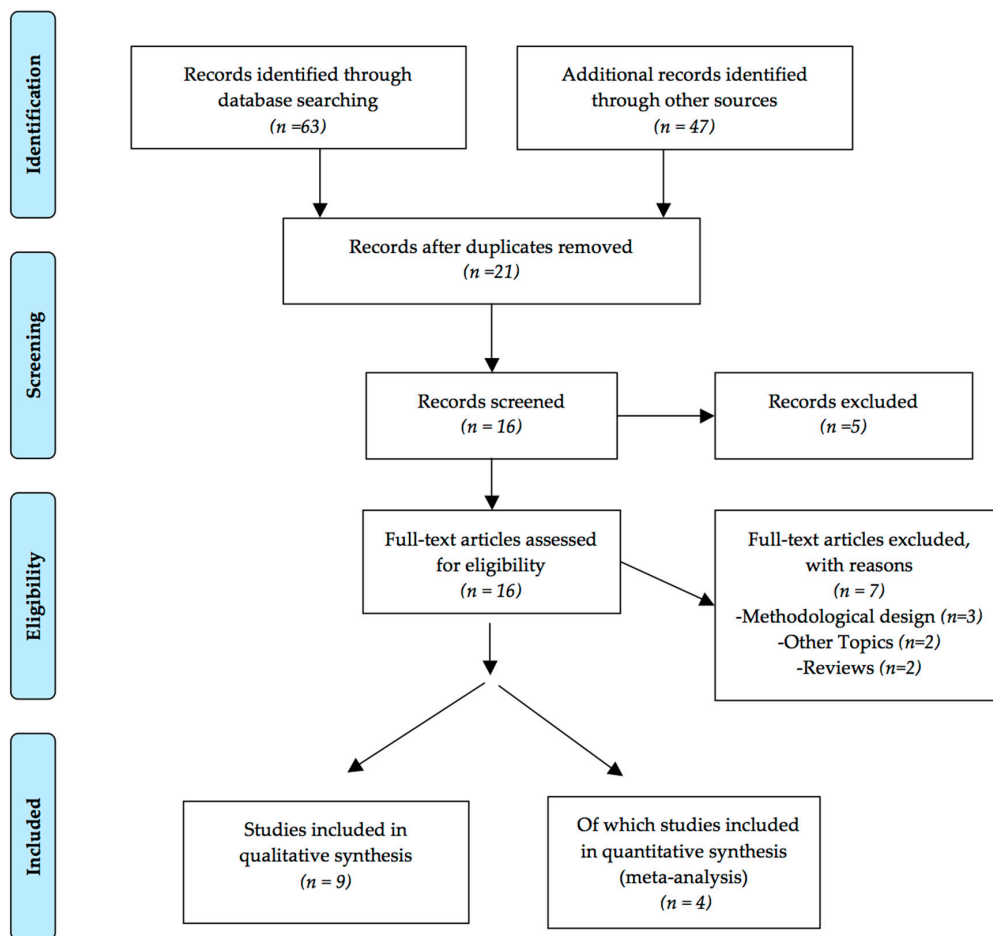 Identification
Records identified through
database searching
(n =63)
Additional records identified
through other sources
(n = 47)
Records after duplicates removed
(n =21)
Screening
Records screened
(n = 16)
Records excluded
(n =5)
Eligibility
Full-text articles assessed
for eligibility
(n = 16)
Full-text articles excluded,
with reasons
(n = 7)
-Methodological design (n=3)
-Other Topics (n=2)
-Reviews (n=2)
Included
Studies included in
qualitative synthesis
(n = 9)
Of which studies included
in quantitative synthesis
(meta-analysis)
(n = 4)